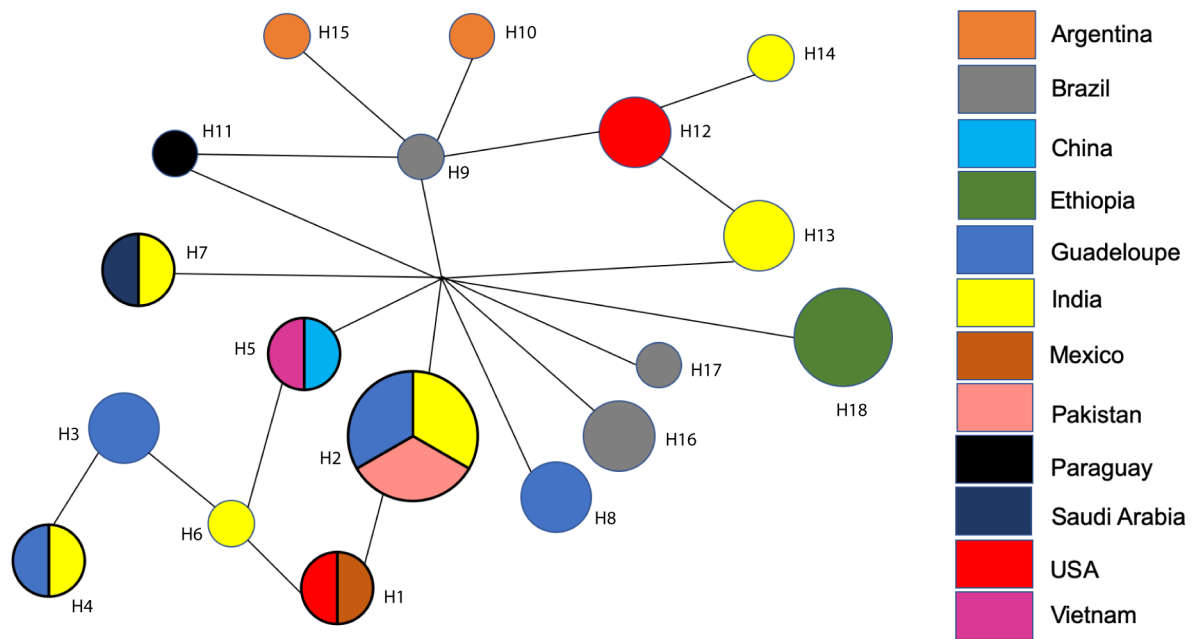 H15
H10
H14
H11
H12
H9
H7
H13
H5
H17
H18
H3
H2
H16
H6
H8
H4
H1
Argentina
Brazil
China
Ethiopia
Guadeloupe
India
Mexico
Pakistan
Paraguay
Saudi Arabia
USA
Vietnam